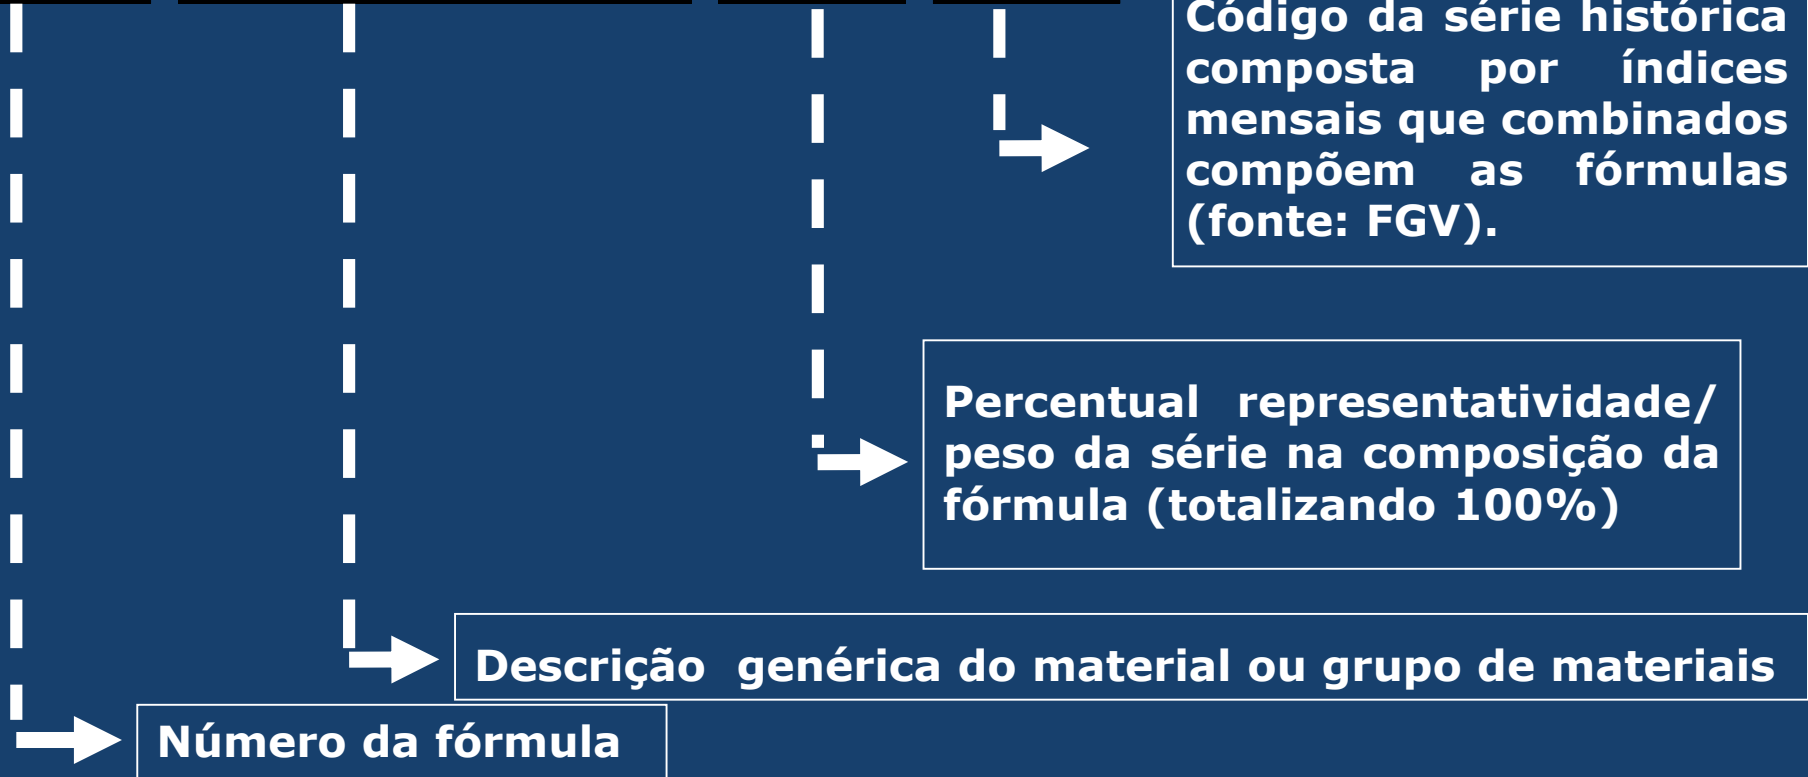 Código da série histórica
composta por índices
mensais que combinados
compõem as fórmulas
(fonte: FGV).
Percentual representatividade/
peso da série na composição da
fórmula (totalizando 100%)
Descrição genérica do material ou grupo de materiais
Número da fórmula